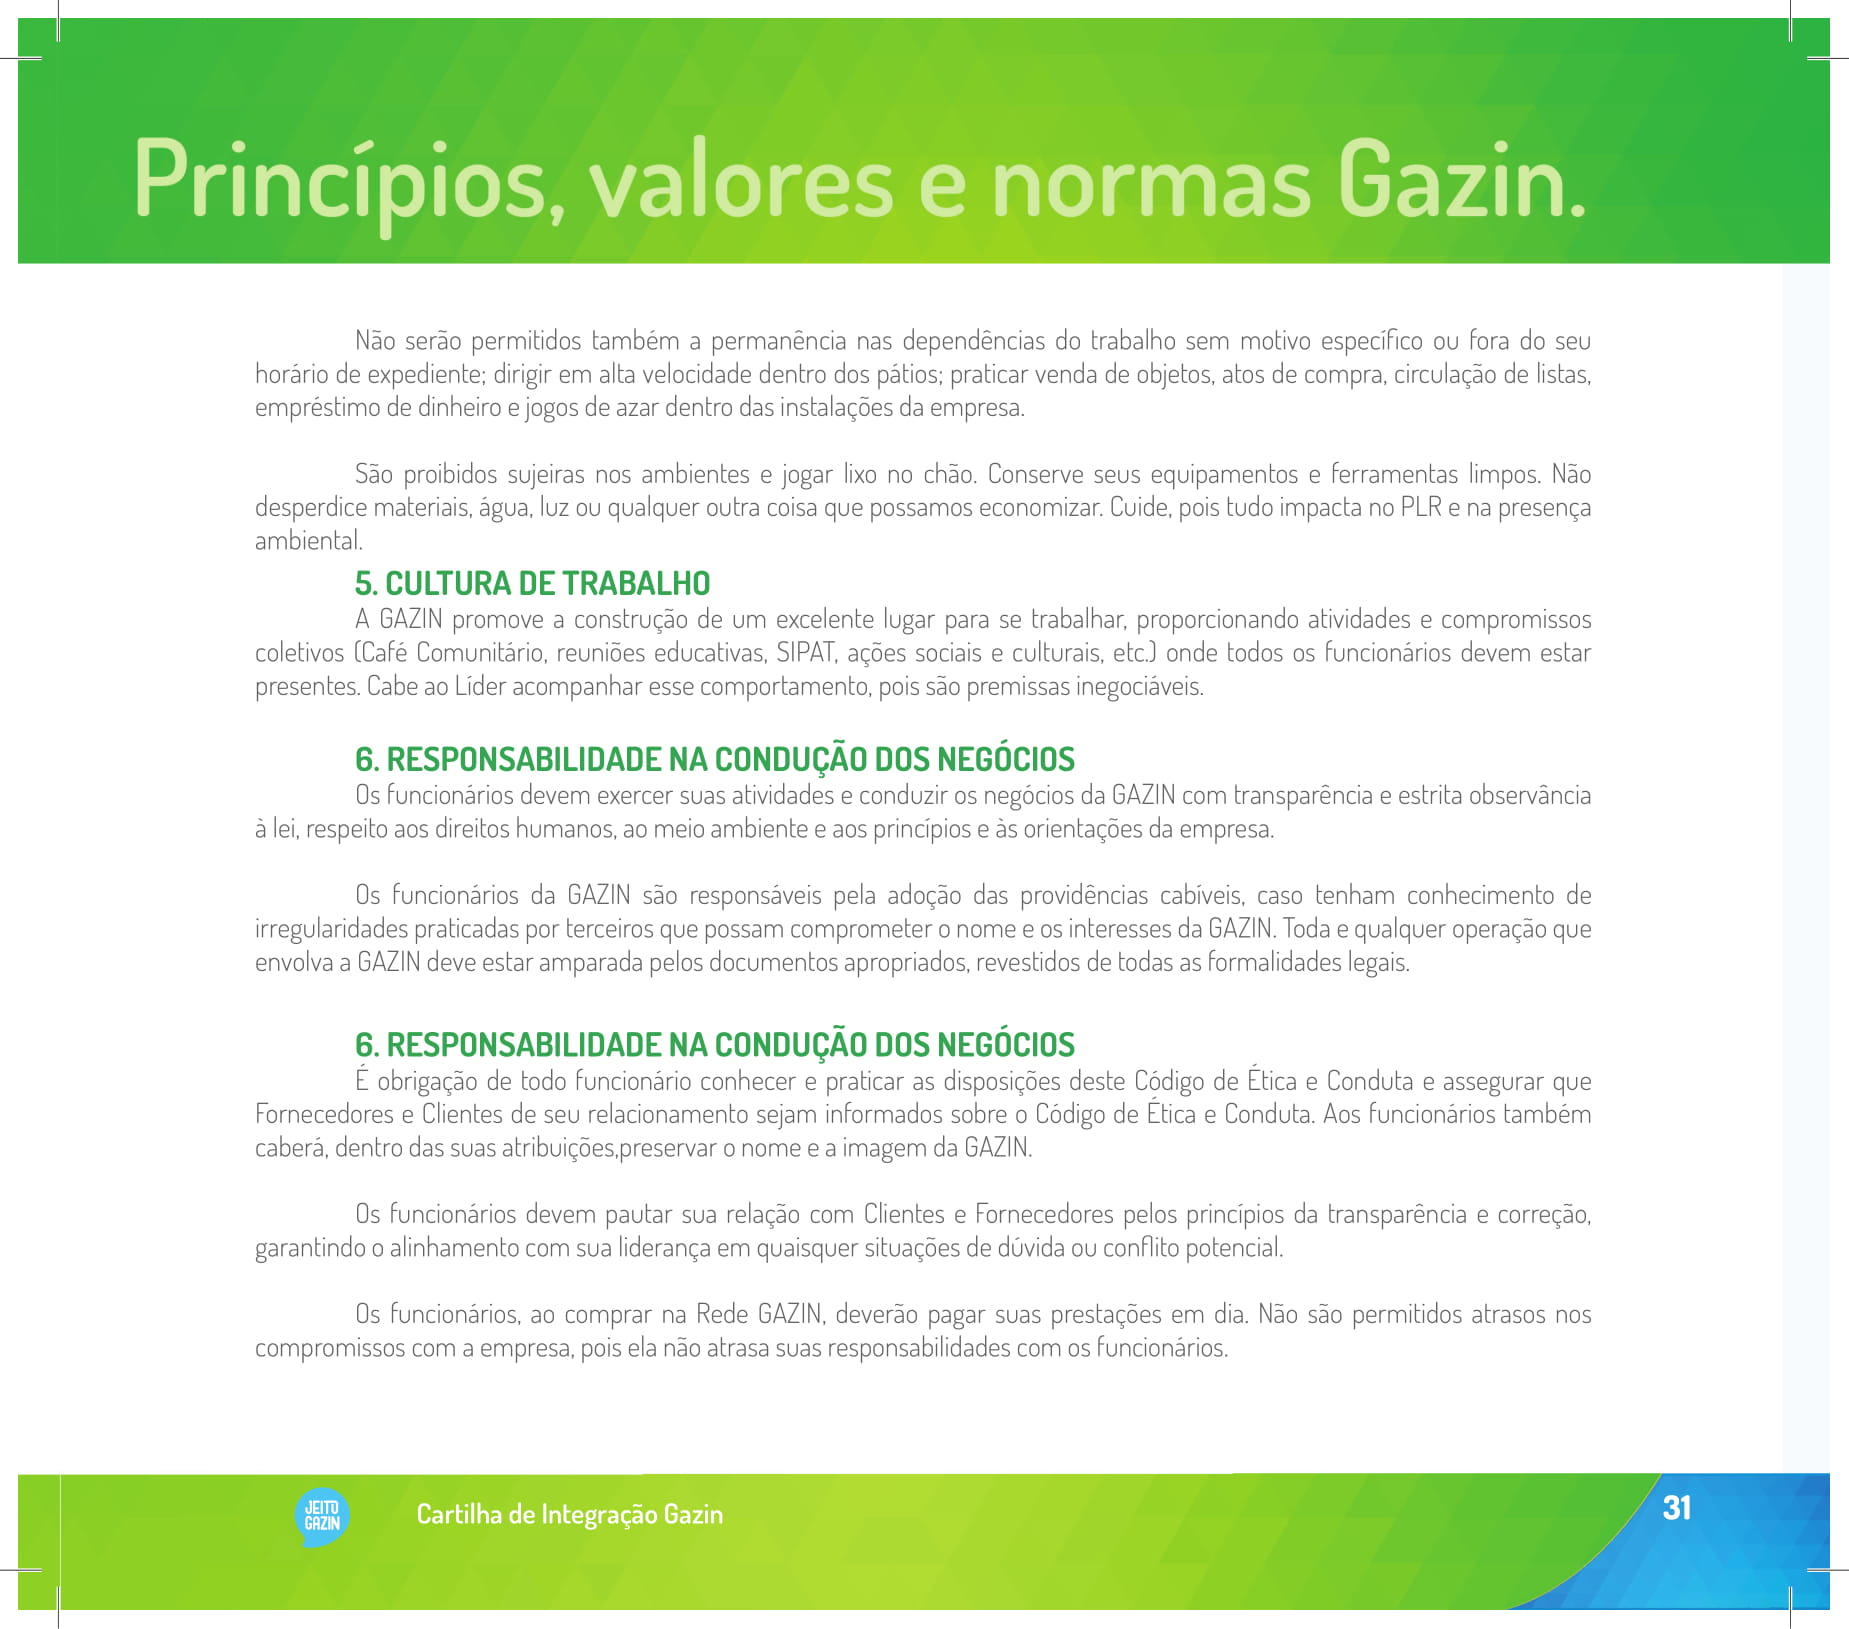 Princípios, valores e normas Gazin.
Não serão permitidos também a permanência nas dependências do trabalho sem motivo específico ou fora do seu
horário de expediente; dirigir em alta velocidade dentro dos pátios; praticar venda de objetos, atos de compra, circulação de listas,
empréstimo de dinheiro e jogos de azar dentro das instalações da empresa.
São proibidos sujeiras nos ambientes e jogar lixo no chão. Conserve seus equipamentos e ferramentas limpos. Não
desperdice materiais, água, luz ou qualquer outra coisa que possamos economizar. Cuide, pois tudo impacta no PLR e na presença
ambiental.
5. CULTURA DE TRABALHO
A GAZIN promove a construção de um excelente lugar para se trabalhar, proporcionando atividades e compromissos
coletivos (Café Comunitário, reuniões educativas, SIPAT, ações sociais e culturais, etc.) onde todos os funcionários devem estar
presentes. Cabe ao Líder acompanhar esse comportamento, pois são premissas inegociáveis.
6. RESPONSABILIDADE NA CONDUÇÃO DOS NEGÓCIOS
Os funcionários devem exercer suas atividades e conduzir os negócios da GAZIN com transparência e estrita observância
à lei, respeito aos direitos humanos, ao meio ambiente e aos princípios e às orientações da empresa.
Os funcionários da GAZIN são responsáveis pela adoção das providências cabíveis, caso tenham conhecimento de
irregularidades praticadas por terceiros que possam comprometer o nome e os interesses da GAZIN. Toda e qualquer operação que
envolva a GAZIN deve estar amparada pelos documentos apropriados, revestidos de todas as formalidades legais.
6. RESPONSABILIDADE NA CONDUÇÃO DOS NEGÓCIOS
É obrigação de todo funcionário conhecer e praticar as disposições deste Código de Ética e Conduta e assegurar que
Fornecedores e Clientes de seu relacionamento sejam informados sobre o Código de Ética e Conduta. Aos funcionários também
caberá, dentro das suas atribuições,preservar o nome e a imagem da GAZIN.
Os funcionários devem pautar sua relação com Clientes e Fornecedores pelos princípios da transparência e correção,
garantindo o alinhamento com sua liderança em quaisquer situações de dúvida ou conflito potencial.
Os funcionários, ao comprar na Rede GAZIN, deverão pagar suas prestações em dia. Não são permitidos atrasos nos
compromissos com a empresa, pois ela não atrasa suas responsabilidades com os funcionários.
JEITO
GAZIN
Cartilha de Integração Gazin
31